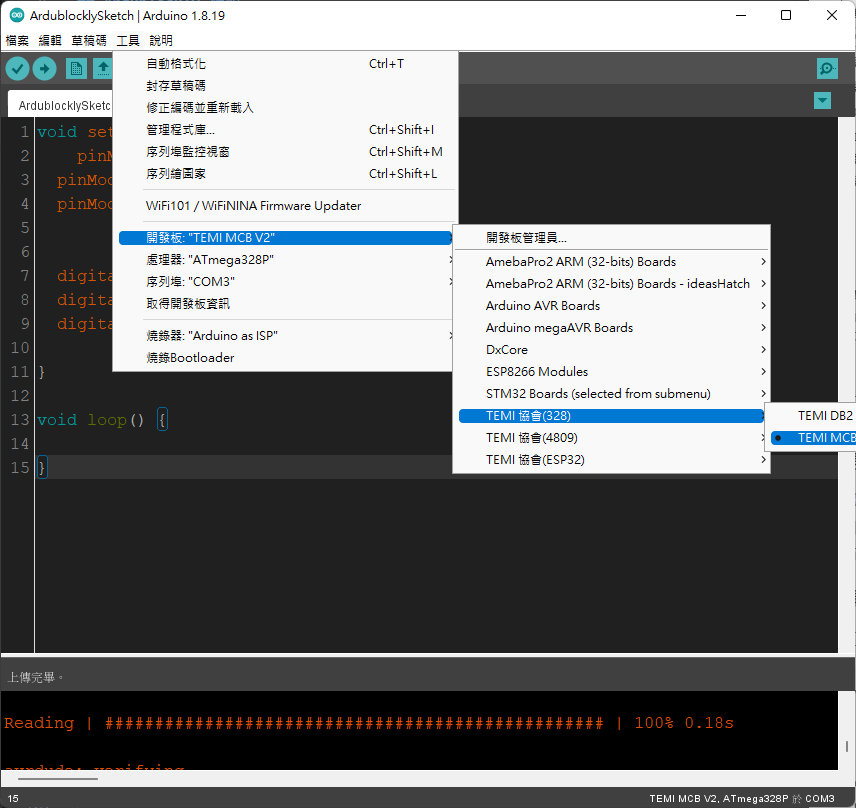 ArdublocklySketch | Arduino 1.8.19
檔案 編輯 草稿碼 工具 說明
自動格式化 Ctrl+T
封存草稿碼
修正編碼並重新載入
管理程式庫... Ctrl+Shift+I
序列埠監控視窗 Ctrl+Shift+M
序列繪圖家 Ctrl+Shift+L
WiFi101 / WiFiNINA Firmware Updater
開發板: "TEMI MCB V2"
處理器: "ATmega328P"
序列埠: "COM3"
取得開發板資訊
燒錄器: "Arduino as ISP"
燒錄Bootloader
開發板管理員...
AmebaPro2 ARM (32-bits) Boards
AmebaPro2 ARM (32-bits) Boards - ideasHatch
Arduino AVR Boards
Arduino megaAVR Boards
DxCore
ESP8266 Modules
STM32 Boards (selected from submenu)
TEMI 協會(328)
TEMI 協會(4809)
TEMI 協會(ESP32)
TEMI DB2
TEMI MCB
ArdublocklySketc
1 void set
2 pinM
3 pinMod
4 pinMod
5
6
7 digita
8 digita
9 digita
10
11 }
12
13 void loop() {
14
15 }
上傳完畢。
Reading | ################################################## | 100% 0.18s
avrdude: verifying
15 TEMI MCB V2, ATmega328P 於 COM3